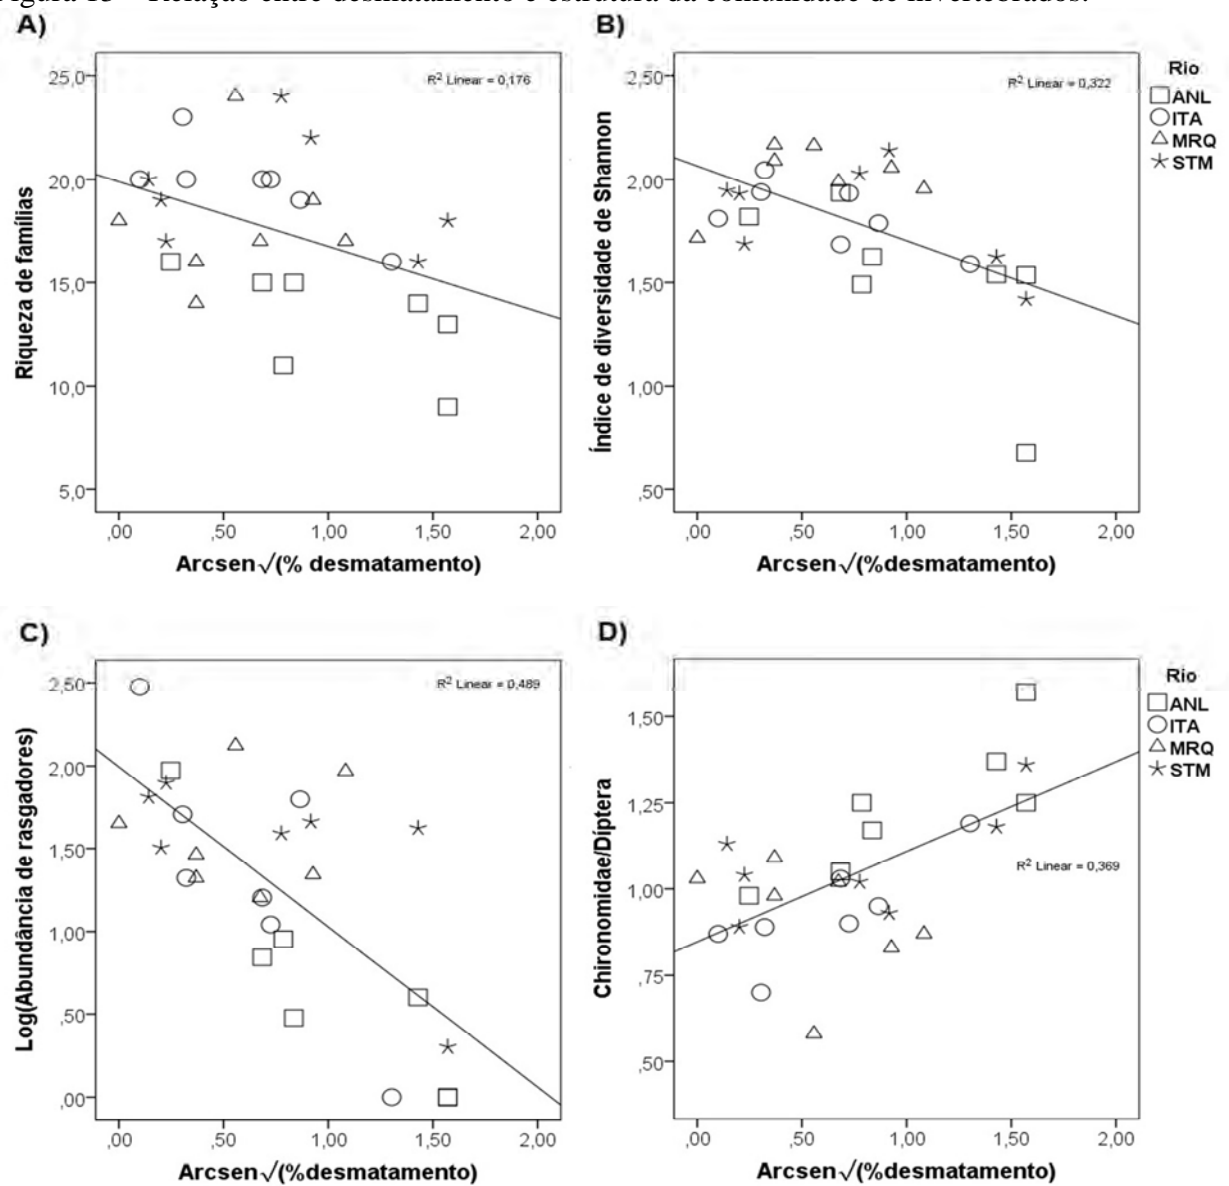 Figura 15 – Relação entre desmatamento e estrutura da comunidade de invertebrados.
A)
R² Linear = 0,176
25,0
20,0
15,0
10,0
5,0
Riqueza de famílias
,00 ,50 1,00 1,50 2,00
Arcsen√(% desmatamento)
B)
R² Linear = 0,322
2,50
2,00
1,50
1,00
,50
Índice de diversidade de Shannon
,00 ,50 1,00 1,50 2,00
Arcsen√(%desmatamento)
Rio
ANL
ITA
MRQ
STM
C)
R² Linear = 0,489
2,50
2,00
1,50
1,00
,50
,00
Log(Abundância de rasgadores)
,00 ,50 1,00 1,50 2,00
Arcsen√(%desmatamento)
D)
1,50
1,25
1,00
,75
,50
Chironomidae/Diptera
R² Linear = 0,369
,00 ,50 1,00 1,50 2,00
Arcsen√(%desmatamento)
Rio
ANL
ITA
MRQ
STM